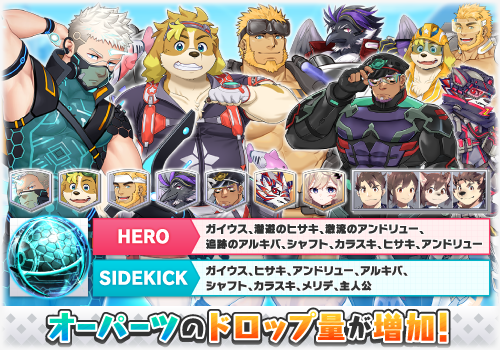 HERO
ガイウス、潜遊のヒサキ、激流のアンドリュー、
追跡のアルキバ、シャフト、カラスキ、ヒサキ、アンドリュー
SIDEKICK
ガイウス、ヒサキ、アンドリュー、アルキバ、
シャフト、カラスキ、メリデ、主人公
オーパーツのドロップ量が増加!